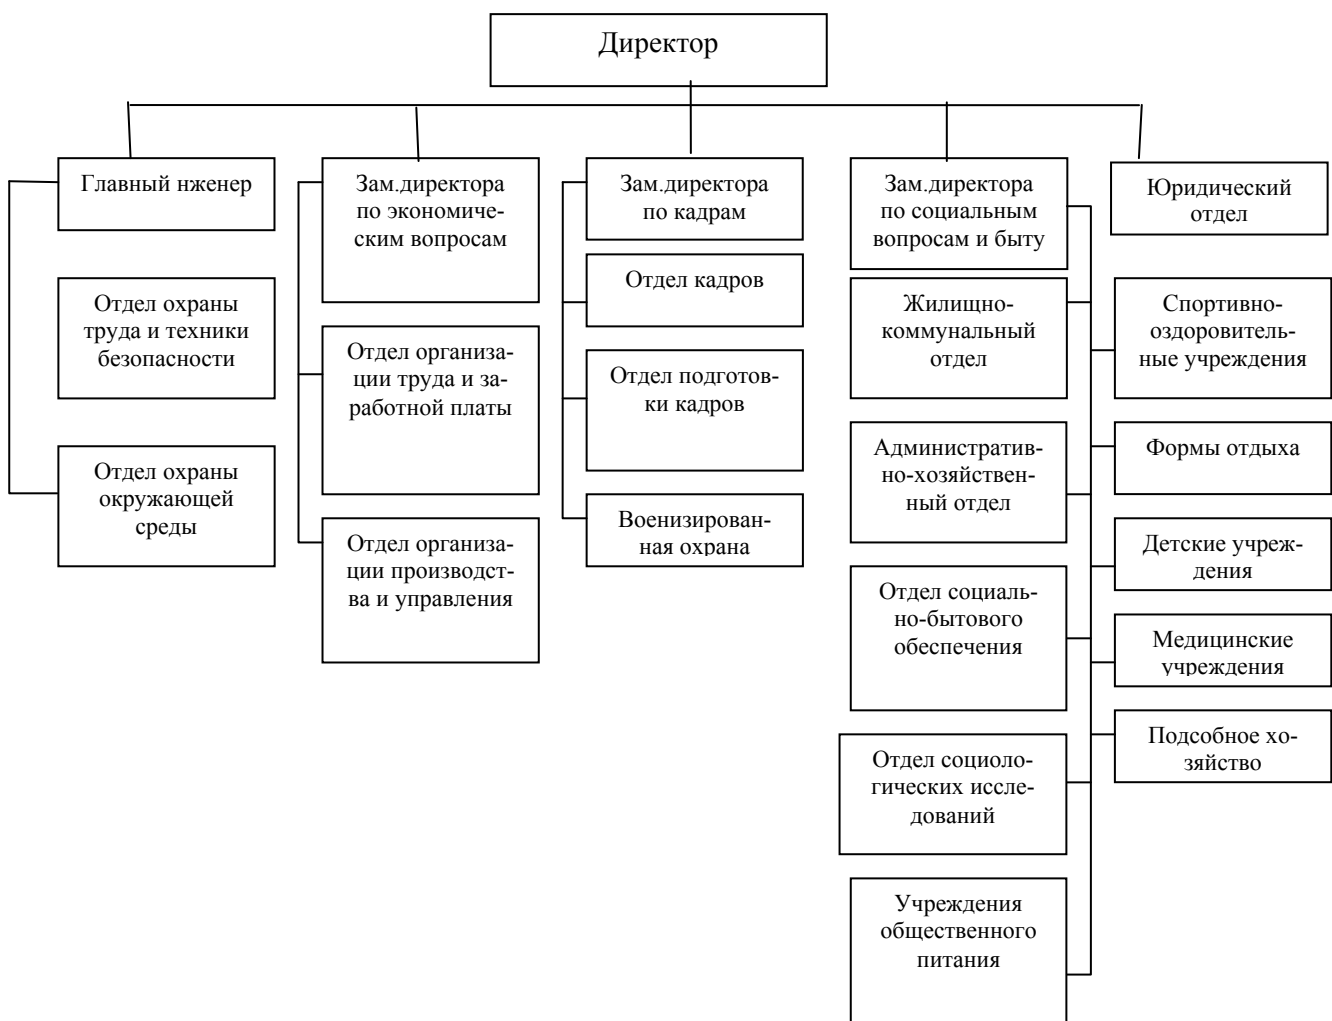 Директор
Главный нженер
Отдел охраны
труда и техники
безопасности
Отдел охраны
окружающей
среды
Зам.директора
по экономиче-
ским вопросам
Отдел организа-
ции труда и за-
работной платы
Отдел организа-
ции производст-
ва и управления
Зам.директора
по кадрам
Отдел кадров
Отдел подготов-
ки кадров
Военизирован-
ная охрана
Зам.директора
по социальным
вопросам и быту
Жилищно-
коммунальный
отдел
Административ-
но-хозяйствен-
ный отдел
Отдел социаль-
но-бытового
обеспечения
Отдел социоло-
гических иссле-
дований
Учреждения
общественного
питания
Юридический
отдел
Спортивно-
оздоровитель-
ные учреждения
Формы отдыха
Детские учреж-
дения
Медицинские
учреждения
Подсобное хо-
зяйство